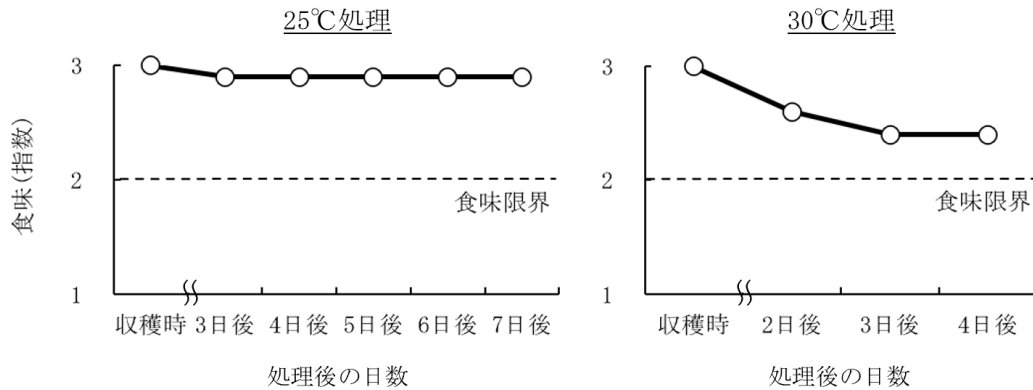 25℃処理
食味(指数)
3
2
1
食味限界
収穫時 3日後 4日後 5日後 6日後 7日後
処理後の日数
30℃処理
3
2
1
食味限界
収穫時 2日後 3日後 4日後
処理後の日数